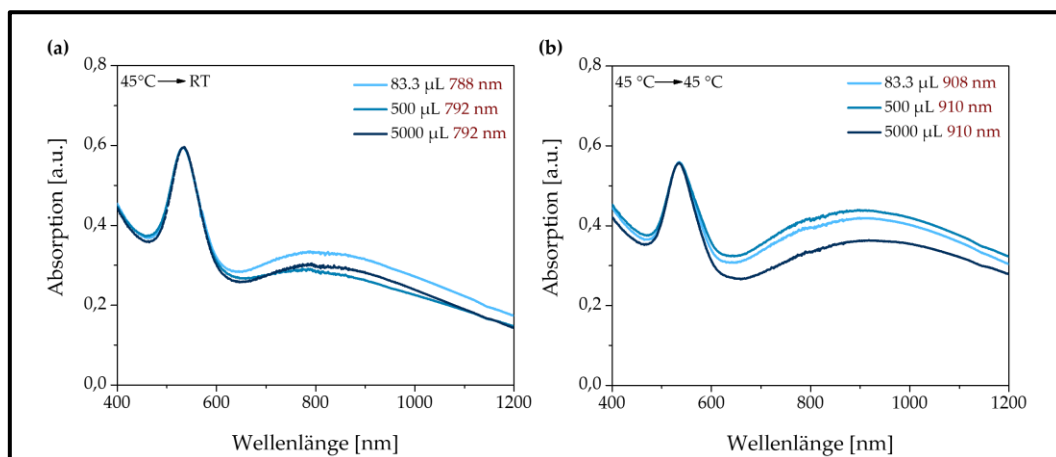 (a)
45°C → RT
83.3 µL 788 nm
500 µL 792 nm
5000 µL 792 nm
0,8
0,6
0,4
0,2
0,0
Absorption [a.u.]
400 600 800 1000 1200
Wellenlänge [nm]
(b)
45 °C → 45 °C
83.3 µL 908 nm
500 µL 910 nm
5000 µL 910 nm
0,8
0,6
0,4
0,2
0,0
Absorption [a.u.]
400 600 800 1000 1200
Wellenlänge [nm]